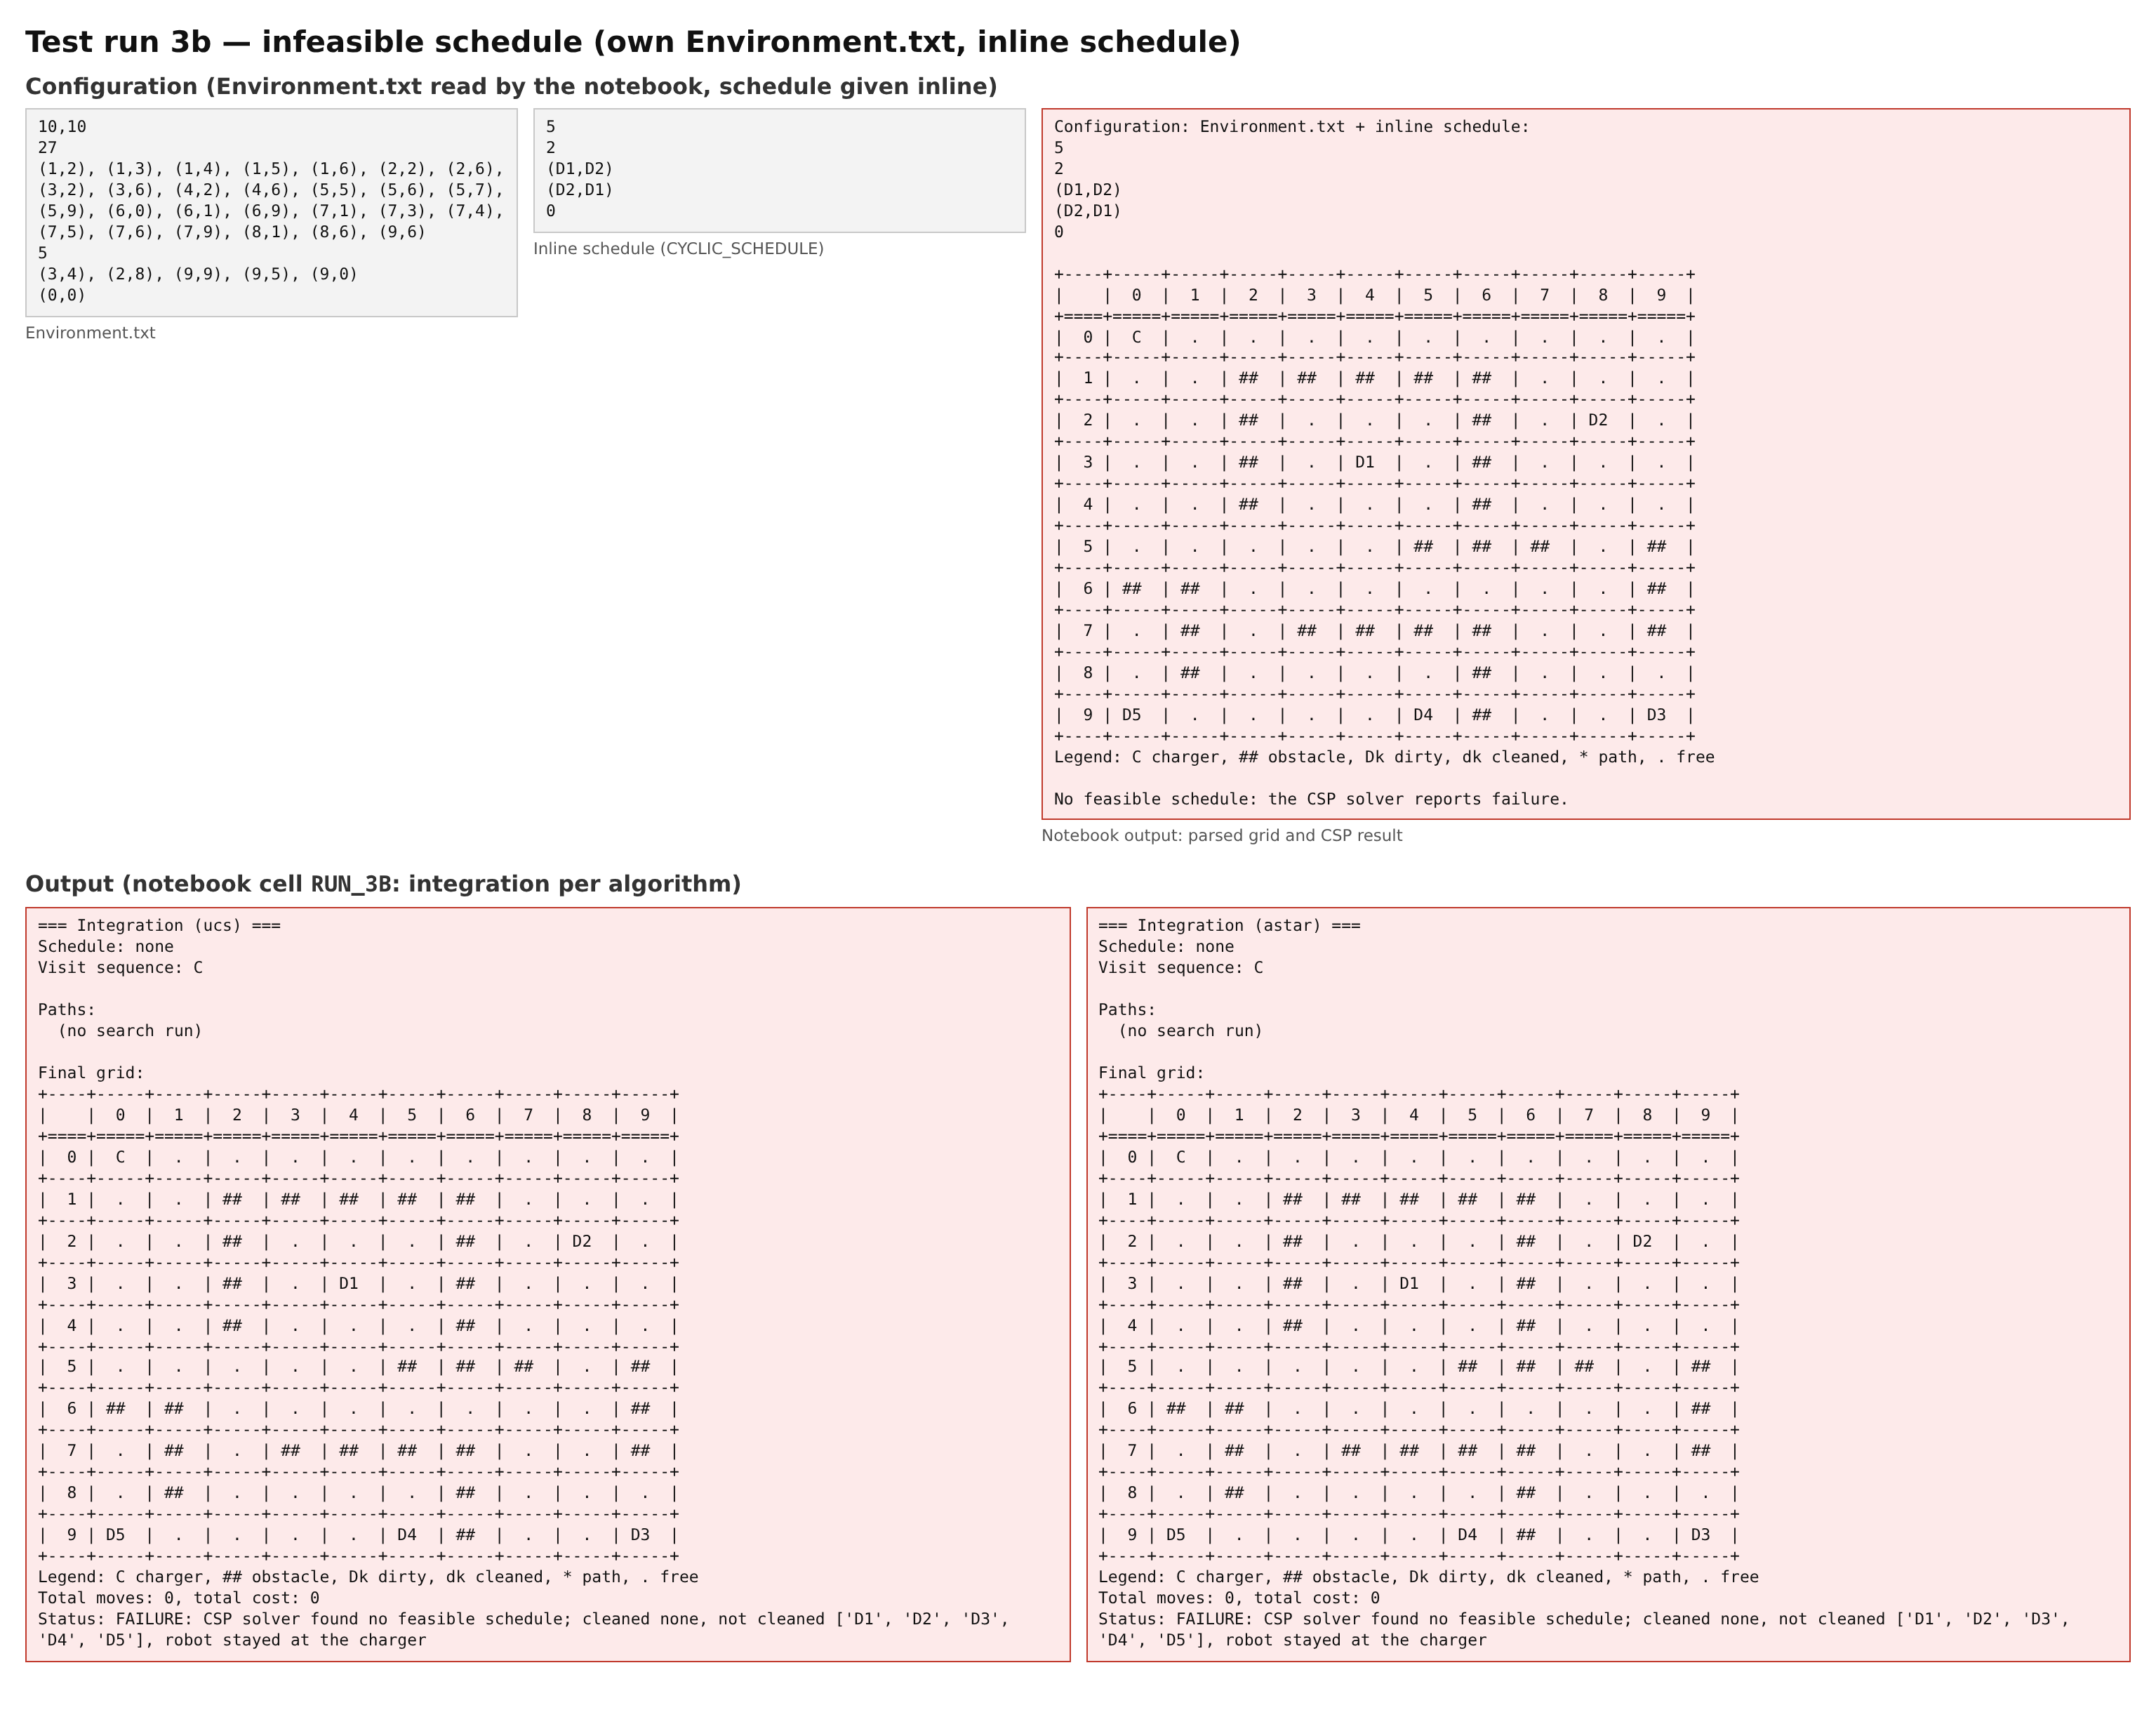 Test run 3b — infeasible schedule (own Environment.txt, inline schedule)
Configuration (Environment.txt read by the notebook, schedule given inline)
10,10
27
(1,2), (1,3), (1,4), (1,5), (1,6), (2,2), (2,6),
(3,2), (3,6), (4,2), (4,6), (5,5), (5,6), (5,7),
(5,9), (6,0), (6,1), (6,9), (7,1), (7,3), (7,4),
(7,5), (7,6), (7,9), (8,1), (8,6), (9,6)
5
(3,4), (2,8), (9,9), (9,5), (9,0)
(0,0)
Environment.txt
5
2
(D1,D2)
(D2,D1)
0
Inline schedule (CYCLIC_SCHEDULE)
Configuration: Environment.txt + inline schedule:
5
2
(D1,D2)
(D2,D1)
0
+----+-----+-----+-----+-----+-----+-----+-----+-----+-----+-----+
|    |  0  |  1  |  2  |  3  |  4  |  5  |  6  |  7  |  8  |  9  |
+====+=====+=====+=====+=====+=====+=====+=====+=====+=====+=====+
|  0 |  C  |  .  |  .  |  .  |  .  |  .  |  .  |  .  |  .  |  .  |
+----+-----+-----+-----+-----+-----+-----+-----+-----+-----+-----+
|  1 |  .  |  .  | ##  | ##  | ##  | ##  | ##  |  .  |  .  |  .  |
+----+-----+-----+-----+-----+-----+-----+-----+-----+-----+-----+
|  2 |  .  |  .  | ##  |  .  |  .  |  .  | ##  |  .  | D2  |  .  |
+----+-----+-----+-----+-----+-----+-----+-----+-----+-----+-----+
|  3 |  .  |  .  | ##  |  .  | D1  |  .  | ##  |  .  |  .  |  .  |
+----+-----+-----+-----+-----+-----+-----+-----+-----+-----+-----+
|  4 |  .  |  .  | ##  |  .  |  .  |  .  | ##  |  .  |  .  |  .  |
+----+-----+-----+-----+-----+-----+-----+-----+-----+-----+-----+
|  5 |  .  |  .  |  .  |  .  |  .  | ##  | ##  | ##  |  .  | ##  |
+----+-----+-----+-----+-----+-----+-----+-----+-----+-----+-----+
|  6 | ##  | ##  |  .  |  .  |  .  |  .  |  .  |  .  |  .  | ##  |
+----+-----+-----+-----+-----+-----+-----+-----+-----+-----+-----+
|  7 |  .  | ##  |  .  | ##  | ##  | ##  | ##  |  .  |  .  | ##  |
+----+-----+-----+-----+-----+-----+-----+-----+-----+-----+-----+
|  8 |  .  | ##  |  .  |  .  |  .  |  .  | ##  |  .  |  .  |  .  |
+----+-----+-----+-----+-----+-----+-----+-----+-----+-----+-----+
|  9 | D5  |  .  |  .  |  .  |  .  | D4  | ##  |  .  |  .  | D3  |
+----+-----+-----+-----+-----+-----+-----+-----+-----+-----+-----+
Legend: C charger, ## obstacle, Dk dirty, dk cleaned, * path, . free
No feasible schedule: the CSP solver reports failure.
Notebook output: parsed grid and CSP result
Output (notebook cell RUN_3B: integration per algorithm)
=== Integration (ucs) ===
Schedule: none
Visit sequence: C
Paths:
  (no search run)
Final grid:
+----+-----+-----+-----+-----+-----+-----+-----+-----+-----+-----+
|    |  0  |  1  |  2  |  3  |  4  |  5  |  6  |  7  |  8  |  9  |
+====+=====+=====+=====+=====+=====+=====+=====+=====+=====+=====+
|  0 |  C  |  .  |  .  |  .  |  .  |  .  |  .  |  .  |  .  |  .  |
+----+-----+-----+-----+-----+-----+-----+-----+-----+-----+-----+
|  1 |  .  |  .  | ##  | ##  | ##  | ##  | ##  |  .  |  .  |  .  |
+----+-----+-----+-----+-----+-----+-----+-----+-----+-----+-----+
|  2 |  .  |  .  | ##  |  .  |  .  |  .  | ##  |  .  | D2  |  .  |
+----+-----+-----+-----+-----+-----+-----+-----+-----+-----+-----+
|  3 |  .  |  .  | ##  |  .  | D1  |  .  | ##  |  .  |  .  |  .  |
+----+-----+-----+-----+-----+-----+-----+-----+-----+-----+-----+
|  4 |  .  |  .  | ##  |  .  |  .  |  .  | ##  |  .  |  .  |  .  |
+----+-----+-----+-----+-----+-----+-----+-----+-----+-----+-----+
|  5 |  .  |  .  |  .  |  .  |  .  | ##  | ##  | ##  |  .  | ##  |
+----+-----+-----+-----+-----+-----+-----+-----+-----+-----+-----+
|  6 | ##  | ##  |  .  |  .  |  .  |  .  |  .  |  .  |  .  | ##  |
+----+-----+-----+-----+-----+-----+-----+-----+-----+-----+-----+
|  7 |  .  | ##  |  .  | ##  | ##  | ##  | ##  |  .  |  .  | ##  |
+----+-----+-----+-----+-----+-----+-----+-----+-----+-----+-----+
|  8 |  .  | ##  |  .  |  .  |  .  |  .  | ##  |  .  |  .  |  .  |
+----+-----+-----+-----+-----+-----+-----+-----+-----+-----+-----+
|  9 | D5  |  .  |  .  |  .  |  .  | D4  | ##  |  .  |  .  | D3  |
+----+-----+-----+-----+-----+-----+-----+-----+-----+-----+-----+
Legend: C charger, ## obstacle, Dk dirty, dk cleaned, * path, . free
Total moves: 0, total cost: 0
Status: FAILURE: CSP solver found no feasible schedule; cleaned none, not cleaned ['D1', 'D2', 'D3',
'D4', 'D5'], robot stayed at the charger
=== Integration (astar) ===
Schedule: none
Visit sequence: C
Paths:
  (no search run)
Final grid:
+----+-----+-----+-----+-----+-----+-----+-----+-----+-----+-----+
|    |  0  |  1  |  2  |  3  |  4  |  5  |  6  |  7  |  8  |  9  |
+====+=====+=====+=====+=====+=====+=====+=====+=====+=====+=====+
|  0 |  C  |  .  |  .  |  .  |  .  |  .  |  .  |  .  |  .  |  .  |
+----+-----+-----+-----+-----+-----+-----+-----+-----+-----+-----+
|  1 |  .  |  .  | ##  | ##  | ##  | ##  | ##  |  .  |  .  |  .  |
+----+-----+-----+-----+-----+-----+-----+-----+-----+-----+-----+
|  2 |  .  |  .  | ##  |  .  |  .  |  .  | ##  |  .  | D2  |  .  |
+----+-----+-----+-----+-----+-----+-----+-----+-----+-----+-----+
|  3 |  .  |  .  | ##  |  .  | D1  |  .  | ##  |  .  |  .  |  .  |
+----+-----+-----+-----+-----+-----+-----+-----+-----+-----+-----+
|  4 |  .  |  .  | ##  |  .  |  .  |  .  | ##  |  .  |  .  |  .  |
+----+-----+-----+-----+-----+-----+-----+-----+-----+-----+-----+
|  5 |  .  |  .  |  .  |  .  |  .  | ##  | ##  | ##  |  .  | ##  |
+----+-----+-----+-----+-----+-----+-----+-----+-----+-----+-----+
|  6 | ##  | ##  |  .  |  .  |  .  |  .  |  .  |  .  |  .  | ##  |
+----+-----+-----+-----+-----+-----+-----+-----+-----+-----+-----+
|  7 |  .  | ##  |  .  | ##  | ##  | ##  | ##  |  .  |  .  | ##  |
+----+-----+-----+-----+-----+-----+-----+-----+-----+-----+-----+
|  8 |  .  | ##  |  .  |  .  |  .  |  .  | ##  |  .  |  .  |  .  |
+----+-----+-----+-----+-----+-----+-----+-----+-----+-----+-----+
|  9 | D5  |  .  |  .  |  .  |  .  | D4  | ##  |  .  |  .  | D3  |
+----+-----+-----+-----+-----+-----+-----+-----+-----+-----+-----+
Legend: C charger, ## obstacle, Dk dirty, dk cleaned, * path, . free
Total moves: 0, total cost: 0
Status: FAILURE: CSP solver found no feasible schedule; cleaned none, not cleaned ['D1', 'D2', 'D3',
'D4', 'D5'], robot stayed at the charger